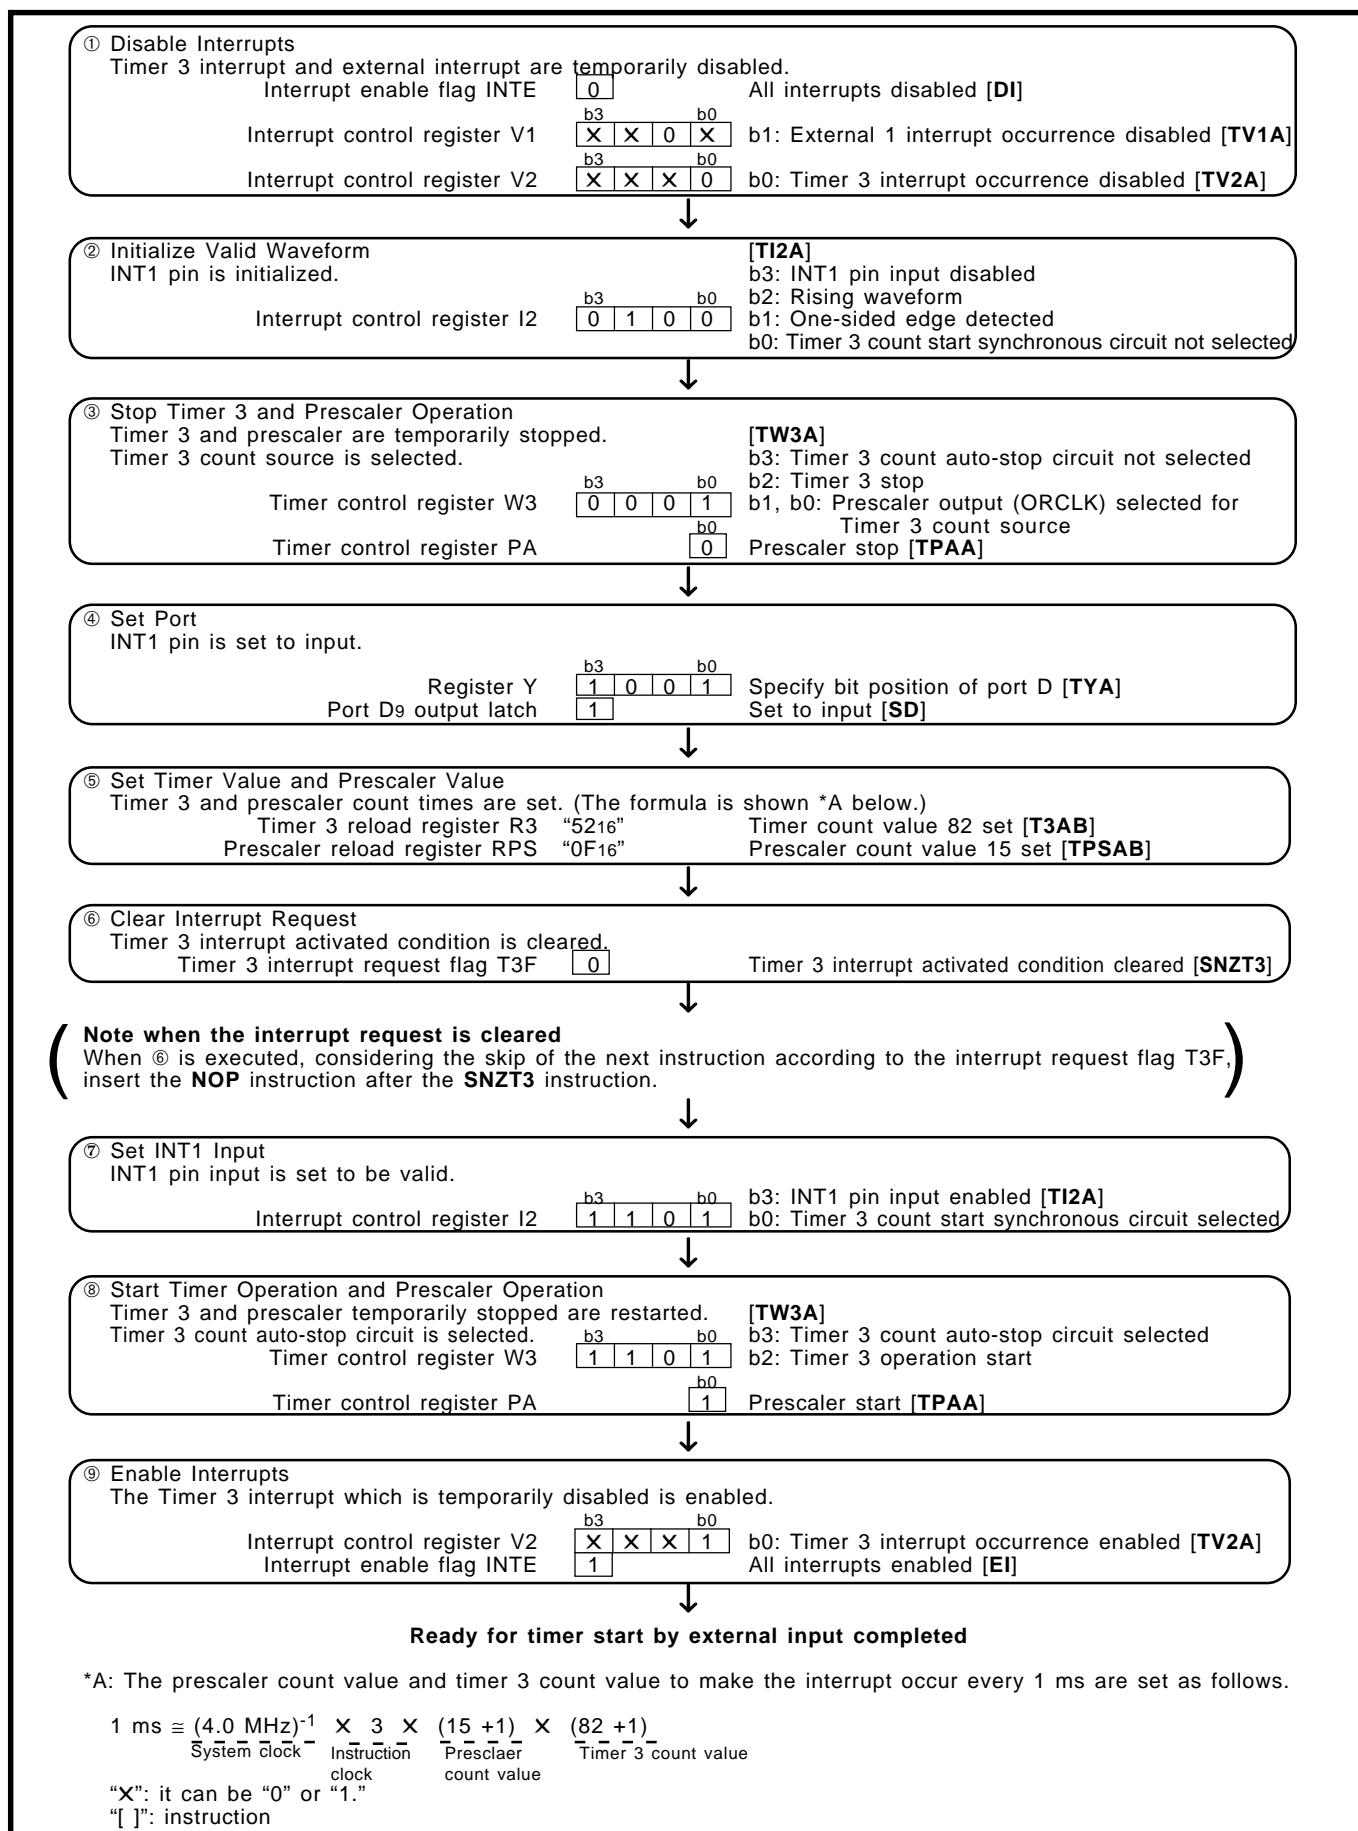 ① Disable Interrupts
Timer 3 interrupt and external interrupt are temporarily disabled.
Interrupt enable flag INTE 0 All interrupts disabled [DI]
b3 b0
Interrupt control register V1 X X 0 X b1: External 1 interrupt occurrence disabled [TV1A]
b3 b0
Interrupt control register V2 X X X 0 b0: Timer 3 interrupt occurrence disabled [TV2A]
↓
② Initialize Valid Waveform [TI2A]
INT1 pin is initialized. b3: INT1 pin input disabled
b3 b0 b2: Rising waveform
Interrupt control register I2 0 1 0 0 b1: One-sided edge detected
b0: Timer 3 count start synchronous circuit not selected
↓
③ Stop Timer 3 and Prescaler Operation
Timer 3 and prescaler are temporarily stopped. [TW3A]
Timer 3 count source is selected. b3: Timer 3 count auto-stop circuit not selected
b3 b0 b2: Timer 3 stop
Timer control register W3 0 0 0 1 b1, b0: Prescaler output (ORCLK) selected for
b0 Timer 3 count source
Timer control register PA 0 Prescaler stop [TPAA]
↓
④ Set Port
INT1 pin is set to input.
b3 b0
Register Y 1 0 0 1 Specify bit position of port D [TYA]
Port D9 output latch 1 Set to input [SD]
↓
⑤ Set Timer Value and Prescaler Value
Timer 3 and prescaler count times are set. (The formula is shown *A below.)
Timer 3 reload register R3 “5216” Timer count value 82 set [T3AB]
Prescaler reload register RPS “0F16” Prescaler count value 15 set [TPSAB]
↓
⑥ Clear Interrupt Request
Timer 3 interrupt activated condition is cleared.
Timer 3 interrupt request flag T3F 0 Timer 3 interrupt activated condition cleared [SNZT3]
↓
( Note when the interrupt request is cleared
When ⑥ is executed, considering the skip of the next instruction according to the interrupt request flag T3F,
insert the NOP instruction after the SNZT3 instruction. )
↓
⑦ Set INT1 Input
INT1 pin input is set to be valid.
b3 b0 b3: INT1 pin input enabled [TI2A]
Interrupt control register I2 1 1 0 1 b0: Timer 3 count start synchronous circuit selected
↓
⑧ Start Timer Operation and Prescaler Operation
Timer 3 and prescaler temporarily stopped are restarted. [TW3A]
Timer 3 count auto-stop circuit is selected. b3 b0 b3: Timer 3 count auto-stop circuit selected
Timer control register W3 1 1 0 1 b2: Timer 3 operation start
b0
Timer control register PA 1 Prescaler start [TPAA]
↓
⑨ Enable Interrupts
The Timer 3 interrupt which is temporarily disabled is enabled.
b3 b0
Interrupt control register V2 X X X 1 b0: Timer 3 interrupt occurrence enabled [TV2A]
Interrupt enable flag INTE 1 All interrupts enabled [EI]
↓
Ready for timer start by external input completed
*A: The prescaler count value and timer 3 count value to make the interrupt occur every 1 ms are set as follows.
1 ms ≅ (4.0 MHz)-1 X 3 X (15 +1) X (82 +1)
System clock Instruction Presclaer Timer 3 count value
clock count value
“X”: it can be “0” or “1.”
“[ ]”: instruction